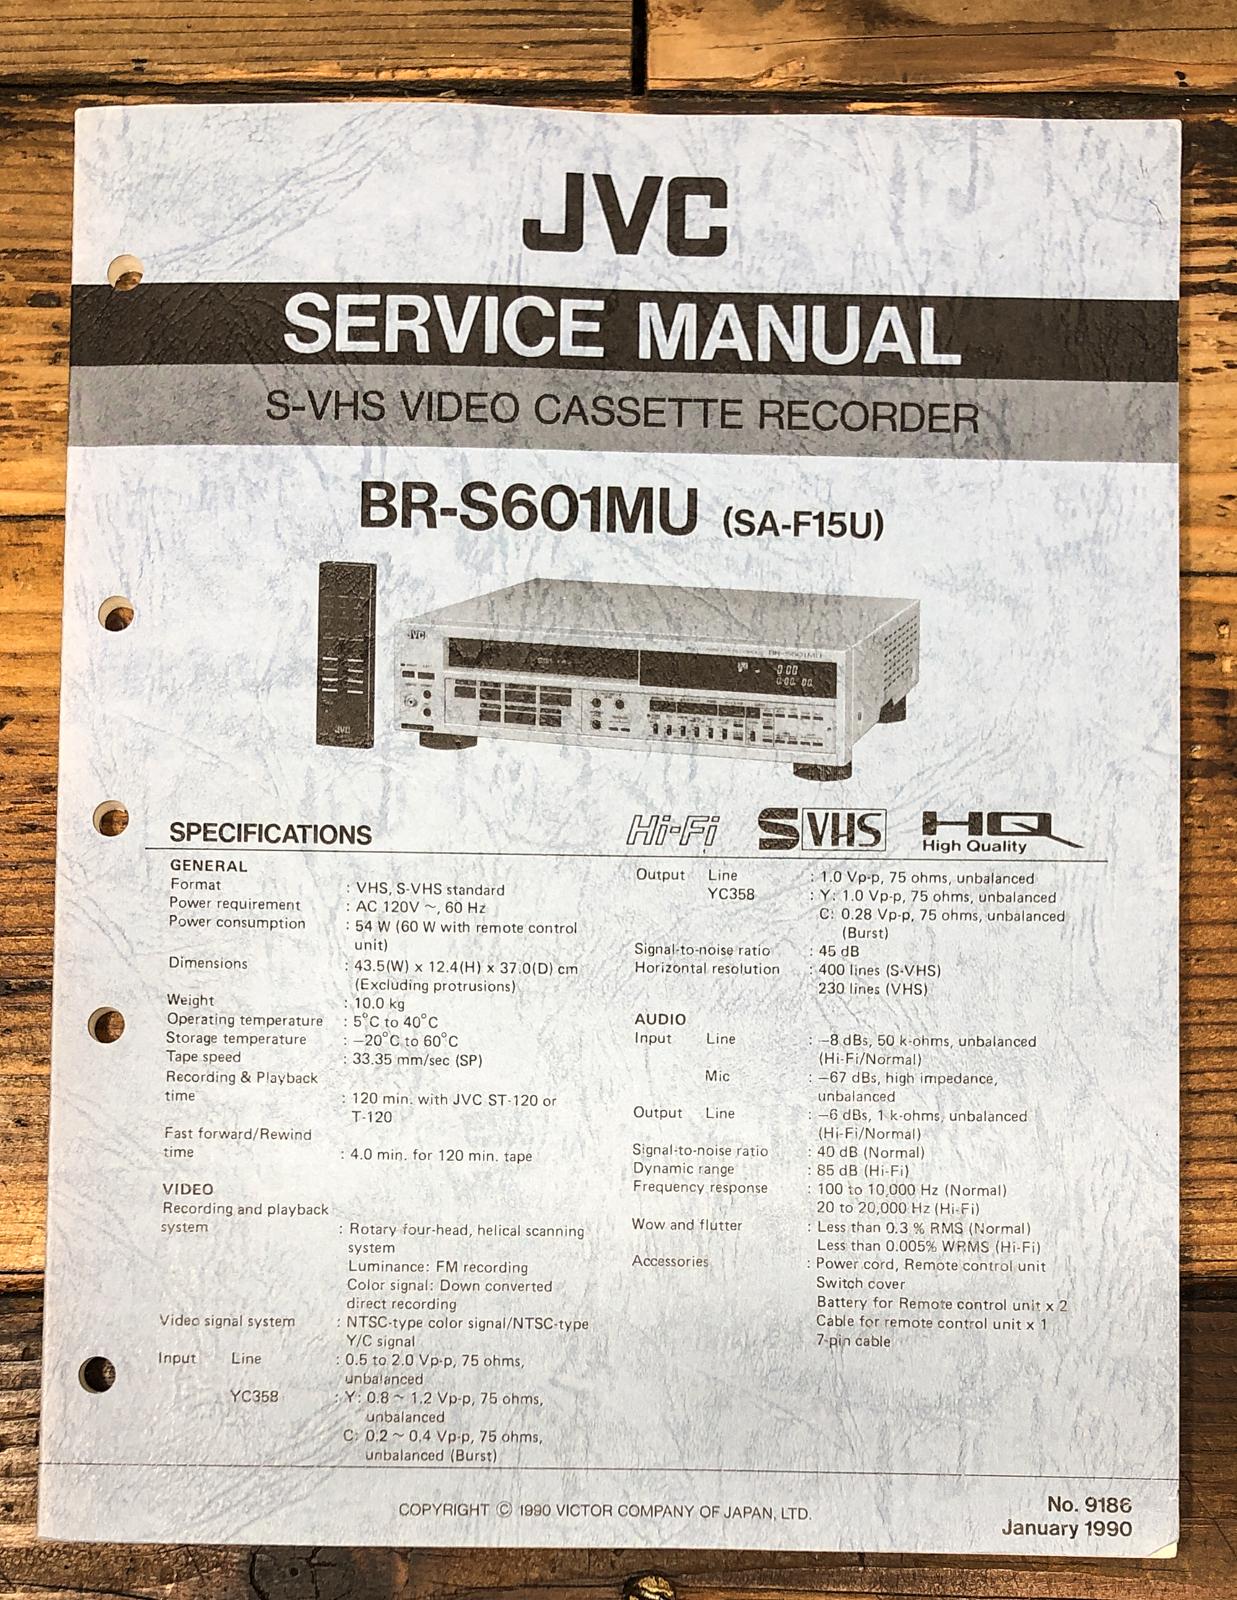 JVC
SERVICE MANUAL
S-VHS VIDEO CASSETTE RECORDER
BR-S601MU (SA-F15U)
JVC
BR-S601MU
JVC
SPECIFICATIONS
Hi-Fi
S VHS
HQ
High Quality
GENERAL
Format : VHS, S-VHS standard
Power requirement : AC 120V ~, 60 Hz
Power consumption : 54 W (60 W with remote control
unit)
Dimensions : 43.5(W) x 12.4(H) x 37.0(D) cm
(Excluding protrusions)
Weight : 10.0 kg
Operating temperature : 5°C to 40°C
Storage temperature : −20°C to 60°C
Tape speed : 33.35 mm/sec (SP)
Recording & Playback
time : 120 min. with JVC ST-120 or
T-120
Fast forward/Rewind
time : 4.0 min. for 120 min. tape
VIDEO
Recording and playback
system : Rotary four-head, helical scanning
system
Luminance: FM recording
Color signal: Down converted
direct recording
Video signal system : NTSC-type color signal/NTSC-type
Y/C signal
Input Line : 0.5 to 2.0 Vp-p, 75 ohms,
unbalanced
YC358 : Y: 0.8 ~ 1.2 Vp-p, 75 ohms,
unbalanced
C: 0.2 ~ 0.4 Vp-p, 75 ohms,
unbalanced (Burst)
Output Line : 1.0 Vp-p, 75 ohms, unbalanced
YC358 : Y: 1.0 Vp-p, 75 ohms, unbalanced
C: 0.28 Vp-p, 75 ohms, unbalanced
(Burst)
Signal-to-noise ratio : 45 dB
Horizontal resolution : 400 lines (S-VHS)
230 lines (VHS)
AUDIO
Input Line : −8 dBs, 50 k-ohms, unbalanced
(Hi-Fi/Normal)
Mic : −67 dBs, high impedance,
unbalanced
Output Line : −6 dBs, 1 k-ohms, unbalanced
(Hi-Fi/Normal)
Signal-to-noise ratio : 40 dB (Normal)
Dynamic range : 85 dB (Hi-Fi)
Frequency response : 100 to 10,000 Hz (Normal)
20 to 20,000 Hz (Hi-Fi)
Wow and flutter : Less than 0.3 % RMS (Normal)
Less than 0.005% WRMS (Hi-Fi)
Accessories : Power cord, Remote control unit
Switch cover
Battery for Remote control unit x 2
Cable for remote control unit x 1
7-pin cable
COPYRIGHT © 1990 VICTOR COMPANY OF JAPAN, LTD.
No. 9186
January 1990